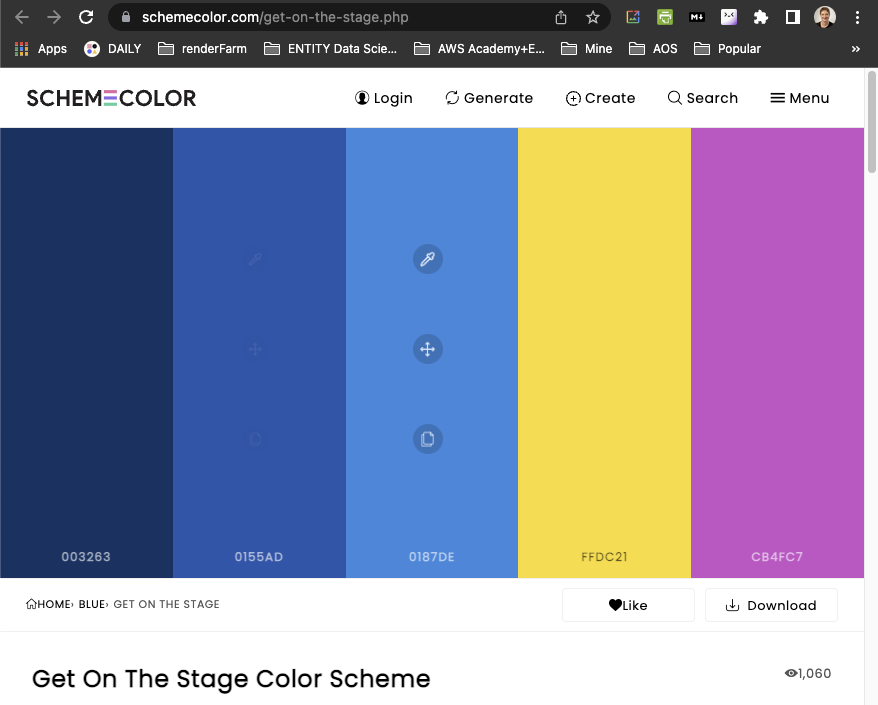 schemecolor.com/get-on-the-stage.php
Apps DAILY renderFarm ENTITY Data Scie... AWS Academy+E... Mine AOS Popular »
SCHEMECOLOR Login Generate Create Search Menu
003263 0155AD 0187DE FFDC21 CB4FC7
HOME› BLUE› GET ON THE STAGE Like Download
Get On The Stage Color Scheme 1,060